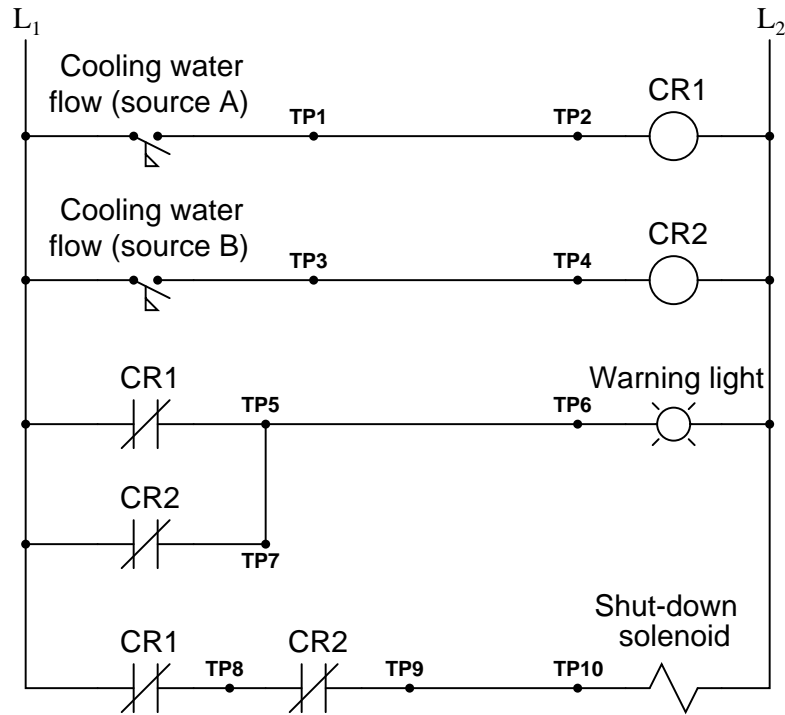 L1
L2
Cooling water
flow (source A)
TP1
TP2
CR1
Cooling water
flow (source B)
TP3
TP4
CR2
CR1
TP5
TP6
Warning light
CR2
TP7
CR1
TP8
CR2
TP9
TP10
Shut-down
solenoid